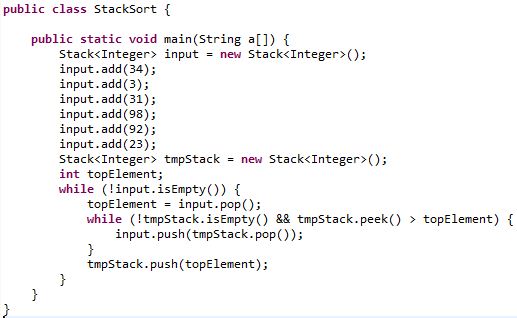 public class StackSort {
public static void main(String a[]) {
Stack<Integer> input = new Stack<Integer>();
input.add(34);
input.add(3);
input.add(31);
input.add(98);
input.add(92);
input.add(23);
Stack<Integer> tmpStack = new Stack<Integer>();
int topElement;
while (!input.isEmpty()) {
topElement = input.pop();
while (!tmpStack.isEmpty() && tmpStack.peek() > topElement) {
input.push(tmpStack.pop());
}
tmpStack.push(topElement);
}
}
}